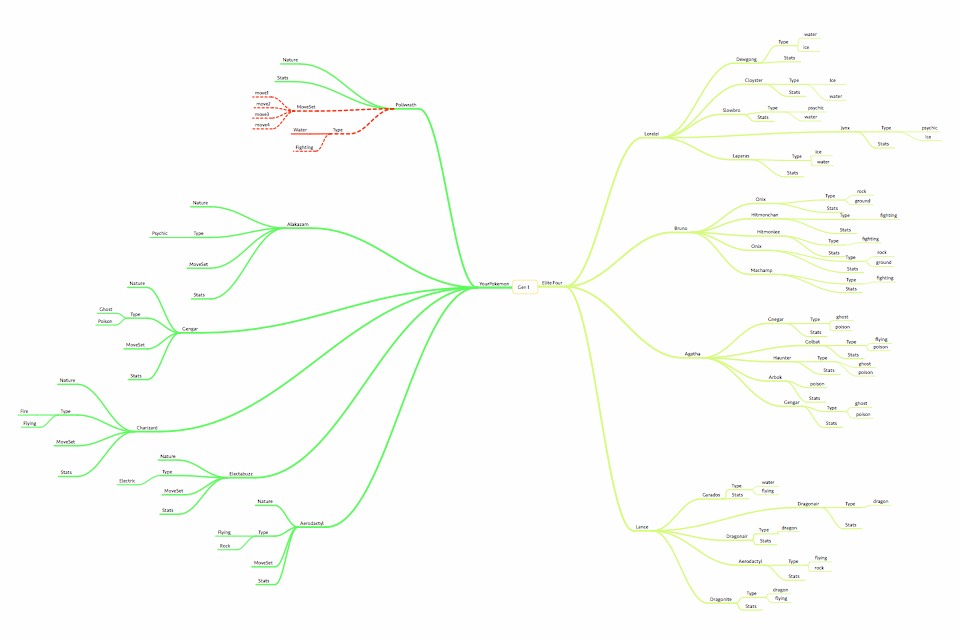 Gen 1
YourPokemon
Poliwrath
Nature
Stats
MoveSet
move1
move2
move3
move4
Type
Water
Fighting
Alakazam
Nature
Type
Psychic
MoveSet
Stats
Gengar
Nature
Type
Ghost
Poison
MoveSet
Stats
Charizard
Nature
Type
Fire
Flying
MoveSet
Stats
Electabuzz
Nature
Type
Electric
MoveSet
Stats
Aerodactyl
Nature
Type
Flying
Rock
MoveSet
Stats
Elite Four
Lorelei
Dewgong
Type
water
ice
Stats
Cloyster
Type
Ice
water
Stats
Slowbro
Type
psychic
water
Stats
Jynx
Type
psychic
ice
Stats
Laparas
Type
ice
water
Stats
Bruno
Onix
Type
rock
ground
Stats
Hitmonchan
Type
fighting
Stats
Hitmonlee
Type
fighting
Stats
Onix
Type
rock
ground
Stats
Machamp
Type
fighting
Stats
Agatha
Gnegar
Type
ghost
poison
Stats
Golbat
Type
flying
poison
Stats
Haunter
Type
ghost
poison
Stats
Arbok
poison
Stats
Gengar
Type
ghost
poison
Stats
Lance
Garados
Type
water
flying
Stats
Dragonair
Type
dragon
Stats
Dragonair
Type
dragon
Stats
Aerodactyl
Type
flying
rock
Stats
Dragonite
Type
dragon
flying
Stats